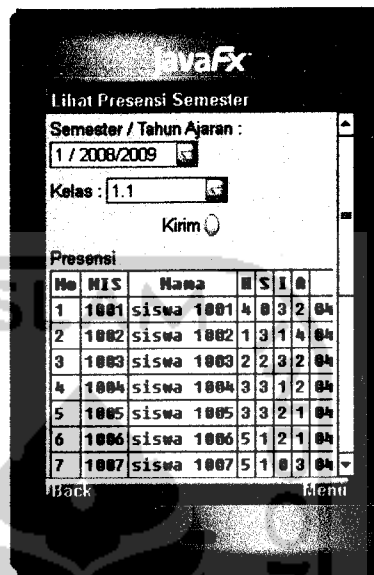 JavaFx
Lihat Presensi Semester
Semester / Tahun Ajaran :
1 / 2008/2009
Kelas : 1.1
Kirim
Presensi
No NIS Nama H S I A
1 1001 siswa 1001 4 0 3 2 04
2 1002 siswa 1002 1 3 1 4 04
3 1003 siswa 1003 2 2 3 2 04
4 1004 siswa 1004 3 3 1 2 04
5 1005 siswa 1005 3 3 2 1 04
6 1006 siswa 1006 5 1 2 1 04
7 1007 siswa 1007 5 1 0 3 04
Back Menu